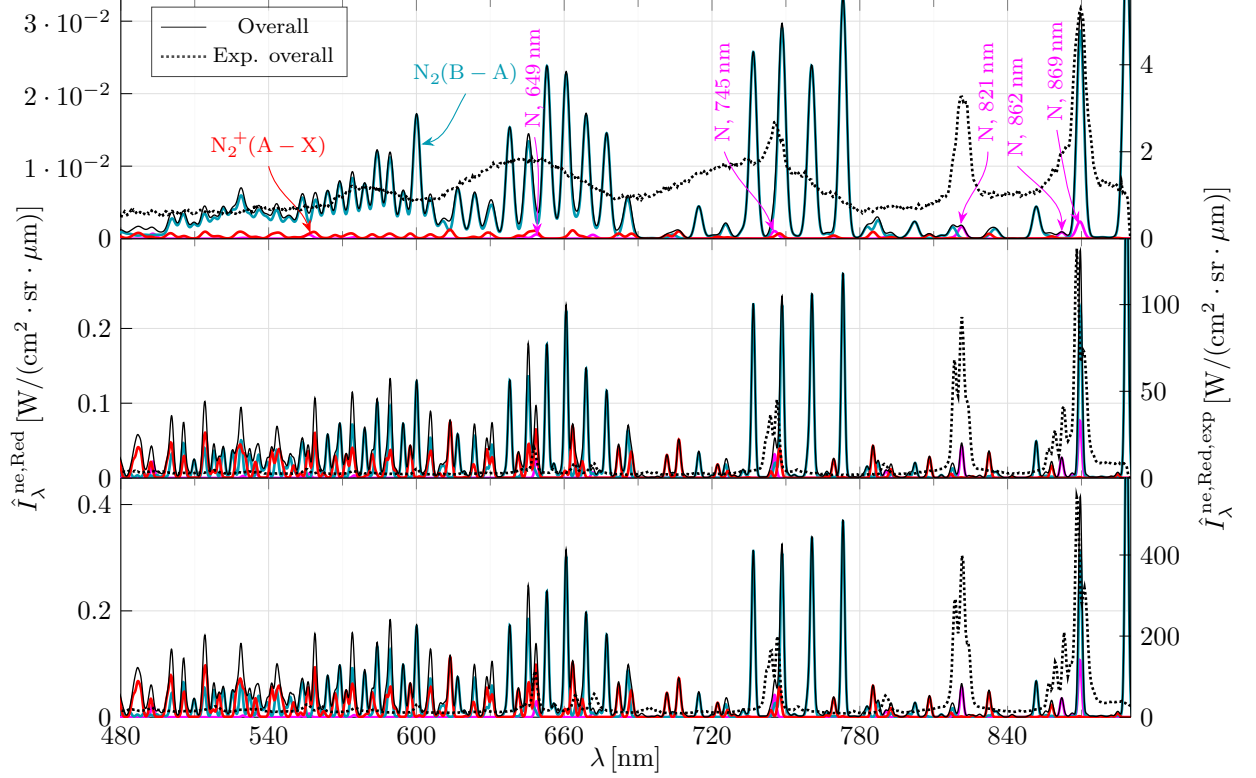 Overall
Exp. overall
N₂⁺(A − X)
N₂(B − A)
N, 649 nm
N, 745 nm
N, 821 nm
N, 862 nm
N, 869 nm
3 · 10⁻²
2 · 10⁻²
1 · 10⁻²
0
4
2
0
0.2
0.1
0
100
50
0
0.4
0.2
0
400
200
0
Î_λ^ne,Red [W/(cm² · sr · μm)]
Î_λ^ne,Red,exp [W/(cm² · sr · μm)]
480 540 600 660 720 780 840
λ [nm]